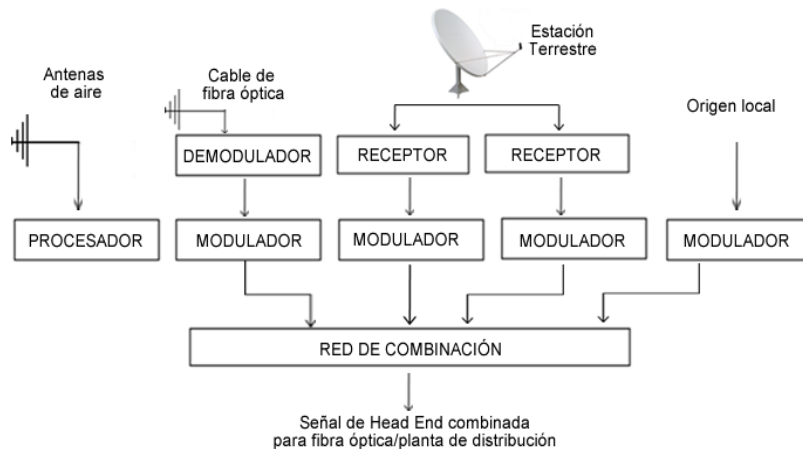 Estación
Terrestre
Antenas
de aire
Cable de
fibra óptica
Origen local
DEMODULADOR
RECEPTOR
RECEPTOR
PROCESADOR
MODULADOR
MODULADOR
MODULADOR
MODULADOR
RED DE COMBINACIÓN
Señal de Head End combinada
para fibra óptica/planta de distribución